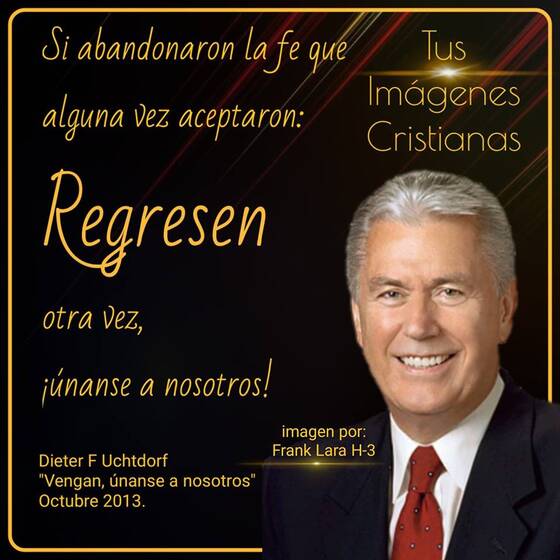 Si abandonaron la fe que
alguna vez aceptaron:
Regresen
otra vez,
¡únanse a nosotros!
Tus
Imágenes
Cristianas
imagen por:
Frank Lara H-3
Dieter F Uchtdorf
"Vengan, únanse a nosotros"
Octubre 2013.